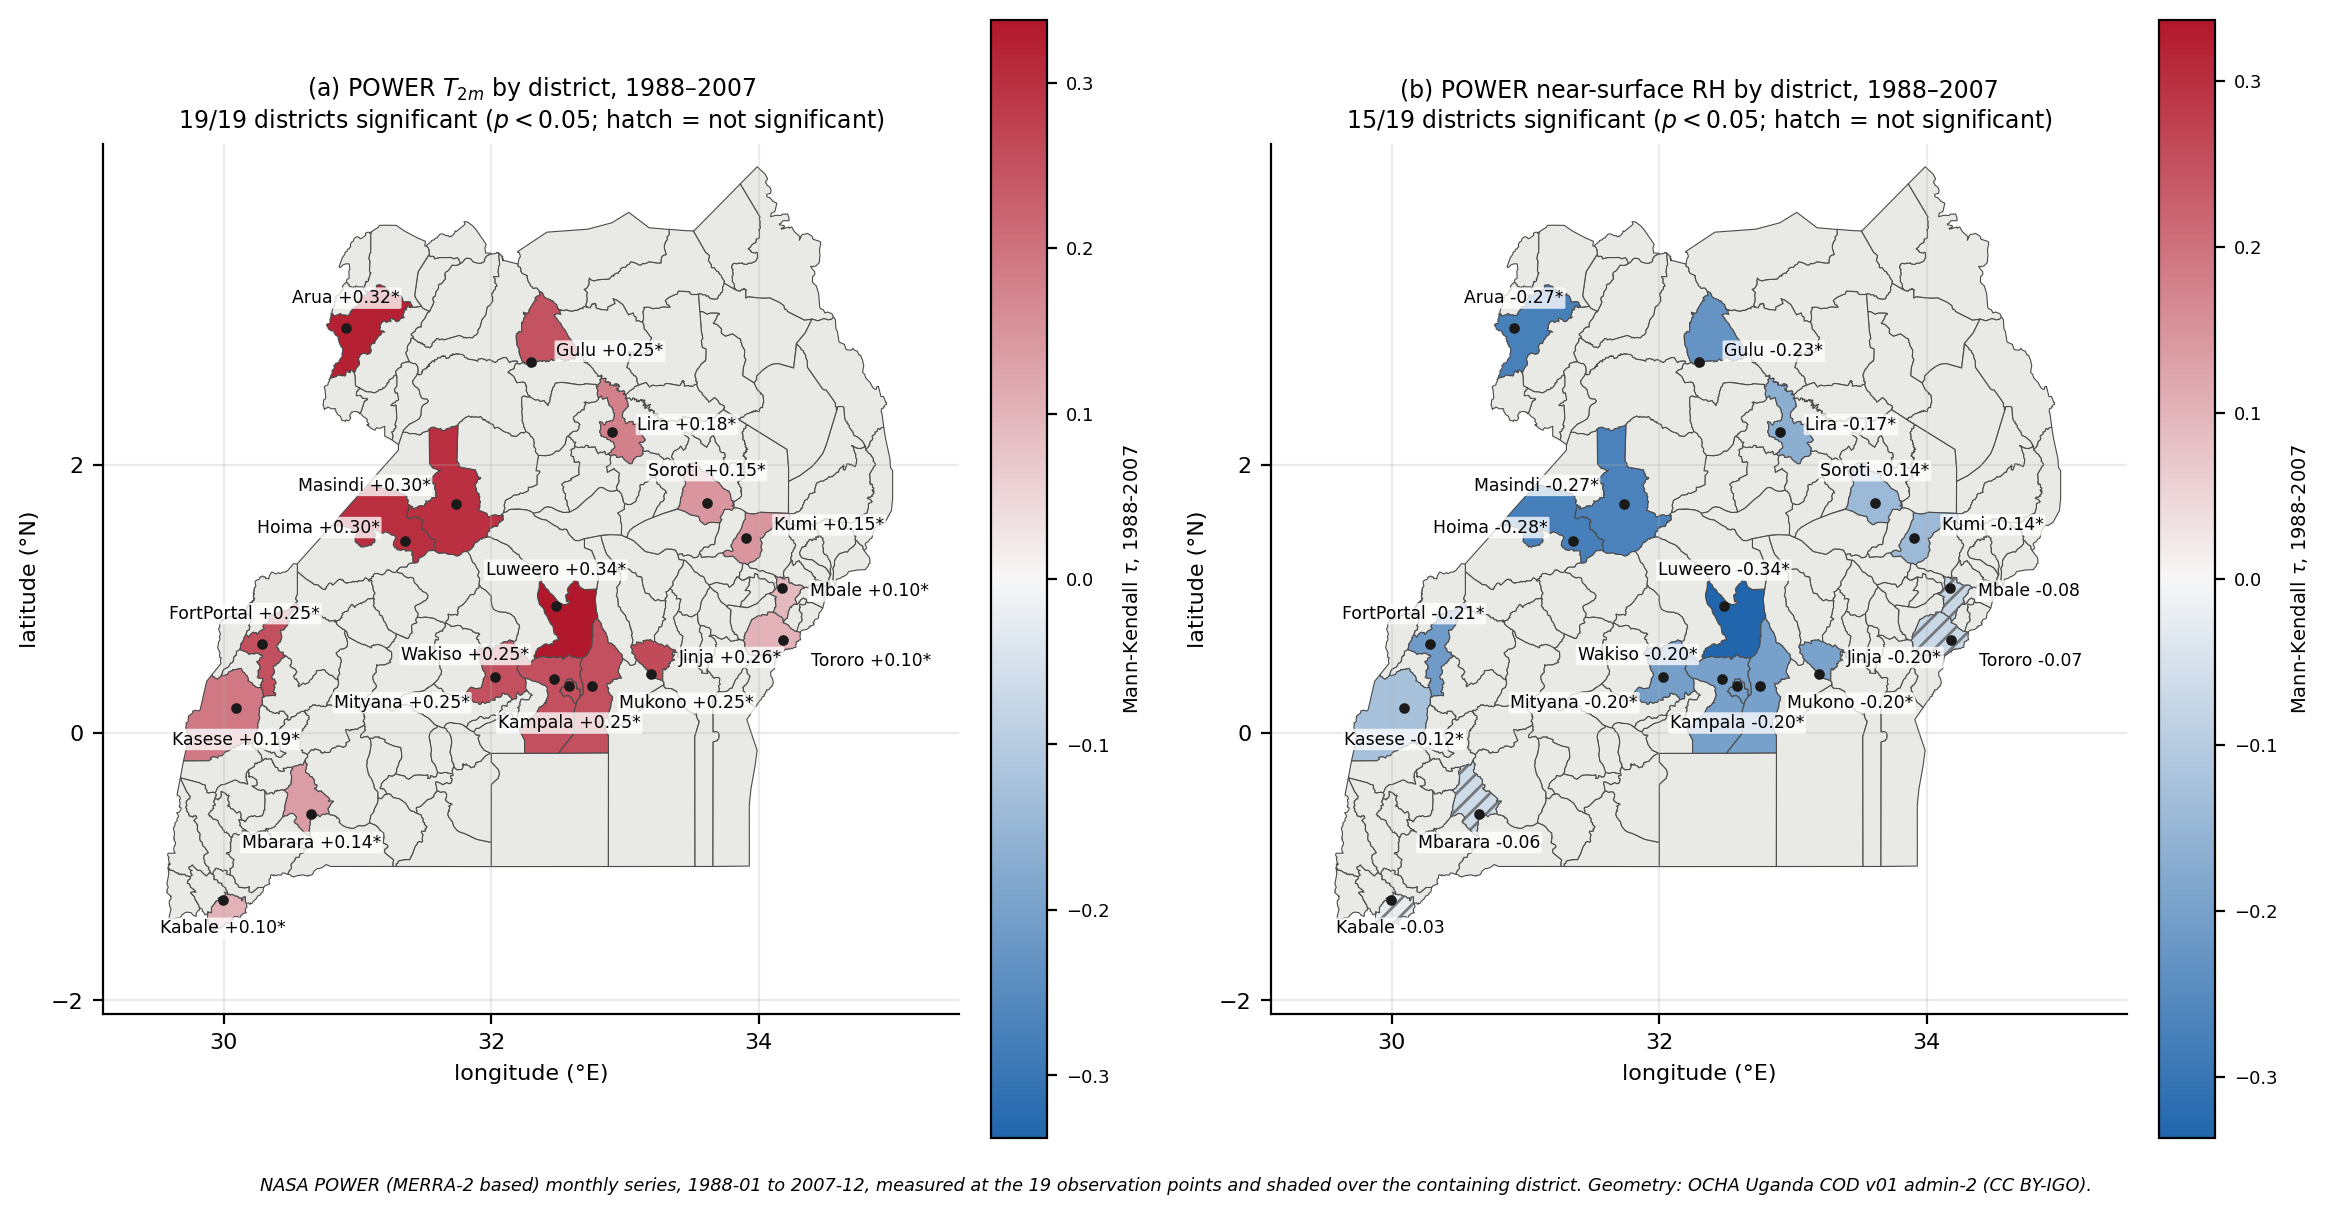 (a) POWER T2m by district, 1988–2007
19/19 districts significant (p < 0.05; hatch = not significant)
Arua +0.32*
Gulu +0.25*
Lira +0.18*
Soroti +0.15*
Masindi +0.30*
Hoima +0.30*
Kumi +0.15*
Luweero +0.34*
Mbale +0.10*
FortPortal +0.25*
Wakiso +0.25*
Jinja +0.26*
Tororo +0.10*
Mityana +0.25*
Mukono +0.25*
Kampala +0.25*
Kasese +0.19*
Mbarara +0.14*
Kabale +0.10*
2
0
−2
latitude (°N)
30
32
34
longitude (°E)
0.3
0.2
0.1
0.0
−0.1
−0.2
−0.3
Mann-Kendall τ, 1988-2007
(b) POWER near-surface RH by district, 1988–2007
15/19 districts significant (p < 0.05; hatch = not significant)
Arua -0.27*
Gulu -0.23*
Lira -0.17*
Soroti -0.14*
Masindi -0.27*
Hoima -0.28*
Kumi -0.14*
Luweero -0.34*
Mbale -0.08
FortPortal -0.21*
Wakiso -0.20*
Jinja -0.20*
Tororo -0.07
Mityana -0.20*
Mukono -0.20*
Kampala -0.20*
Kasese -0.12*
Mbarara -0.06
Kabale -0.03
2
0
−2
latitude (°N)
30
32
34
longitude (°E)
0.3
0.2
0.1
0.0
−0.1
−0.2
−0.3
Mann-Kendall τ, 1988-2007
NASA POWER (MERRA-2 based) monthly series, 1988-01 to 2007-12, measured at the 19 observation points and shaded over the containing district. Geometry: OCHA Uganda COD v01 admin-2 (CC BY-IGO).